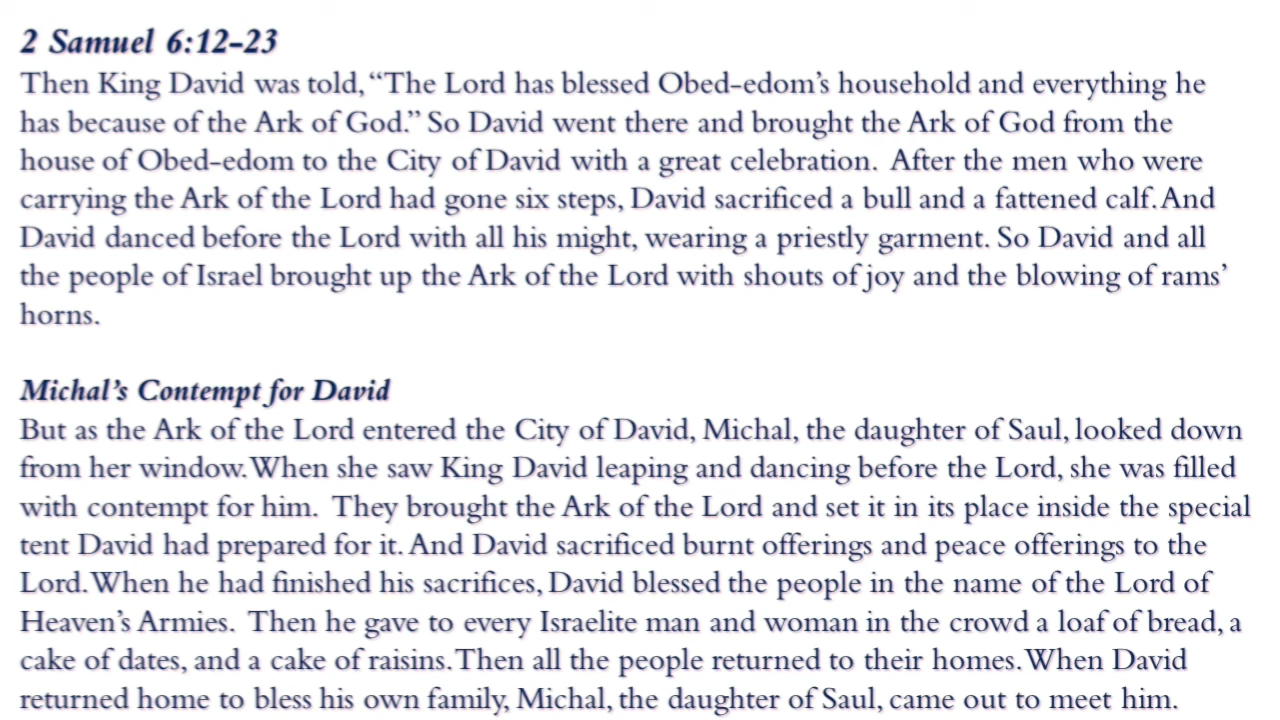 2 Samuel 6:12-23
Then King David was told, “The Lord has blessed Obed-edom’s household and everything he
has because of the Ark of God.” So David went there and brought the Ark of God from the
house of Obed-edom to the City of David with a great celebration. After the men who were
carrying the Ark of the Lord had gone six steps, David sacrificed a bull and a fattened calf. And
David danced before the Lord with all his might, wearing a priestly garment. So David and all
the people of Israel brought up the Ark of the Lord with shouts of joy and the blowing of rams’
horns.
Michal’s Contempt for David
But as the Ark of the Lord entered the City of David, Michal, the daughter of Saul, looked down
from her window. When she saw King David leaping and dancing before the Lord, she was filled
with contempt for him. They brought the Ark of the Lord and set it in its place inside the special
tent David had prepared for it. And David sacrificed burnt offerings and peace offerings to the
Lord. When he had finished his sacrifices, David blessed the people in the name of the Lord of
Heaven’s Armies. Then he gave to every Israelite man and woman in the crowd a loaf of bread, a
cake of dates, and a cake of raisins. Then all the people returned to their homes. When David
returned home to bless his own family, Michal, the daughter of Saul, came out to meet him.